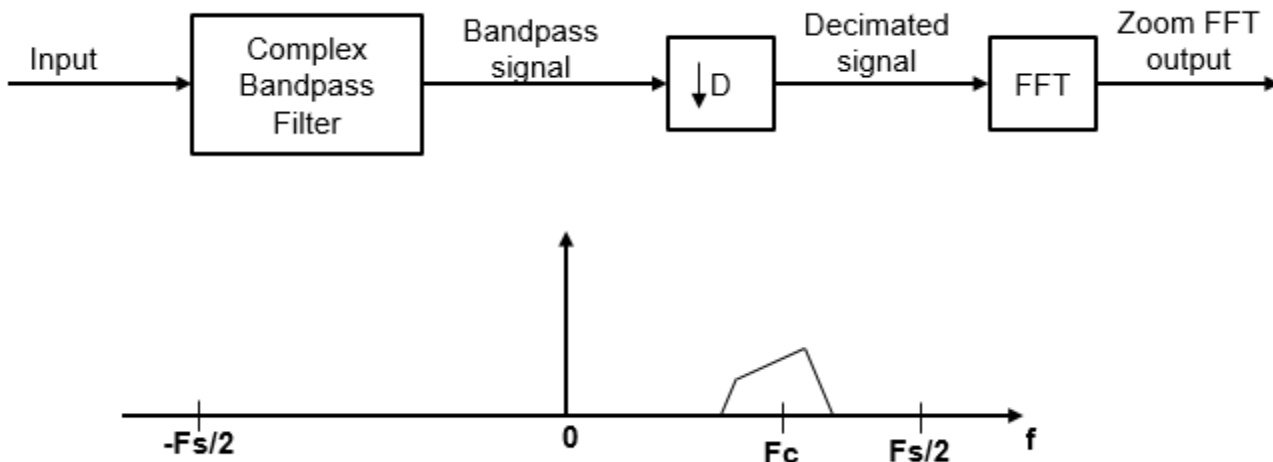 Input
Complex
Bandpass
Filter
Bandpass
signal
↓D
Decimated
signal
FFT
Zoom FFT
output
-Fs/2
0
Fc
Fs/2
f